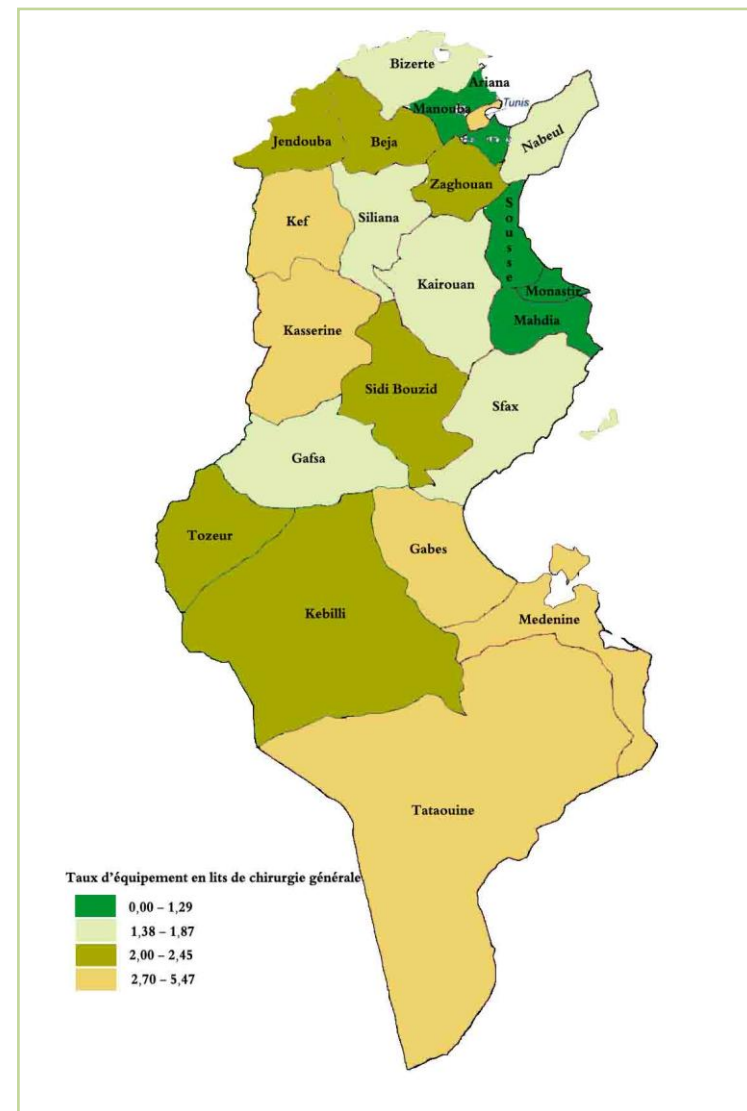 Bizerte
Ariana
Tunis
Manouba
Nabeul
Jendouba
Beja
Zaghouan
Sousse
Kef
Siliana
Kairouan
Monastir
Mahdia
Kasserine
Sidi Bouzid
Sfax
Gafsa
Tozeur
Gabes
Kebilli
Medenine
Tataouine
Taux d'équipement en lits de chirurgie générale
0,00 – 1,29
1,38 – 1,87
2,00 – 2,45
2,70 – 5,47